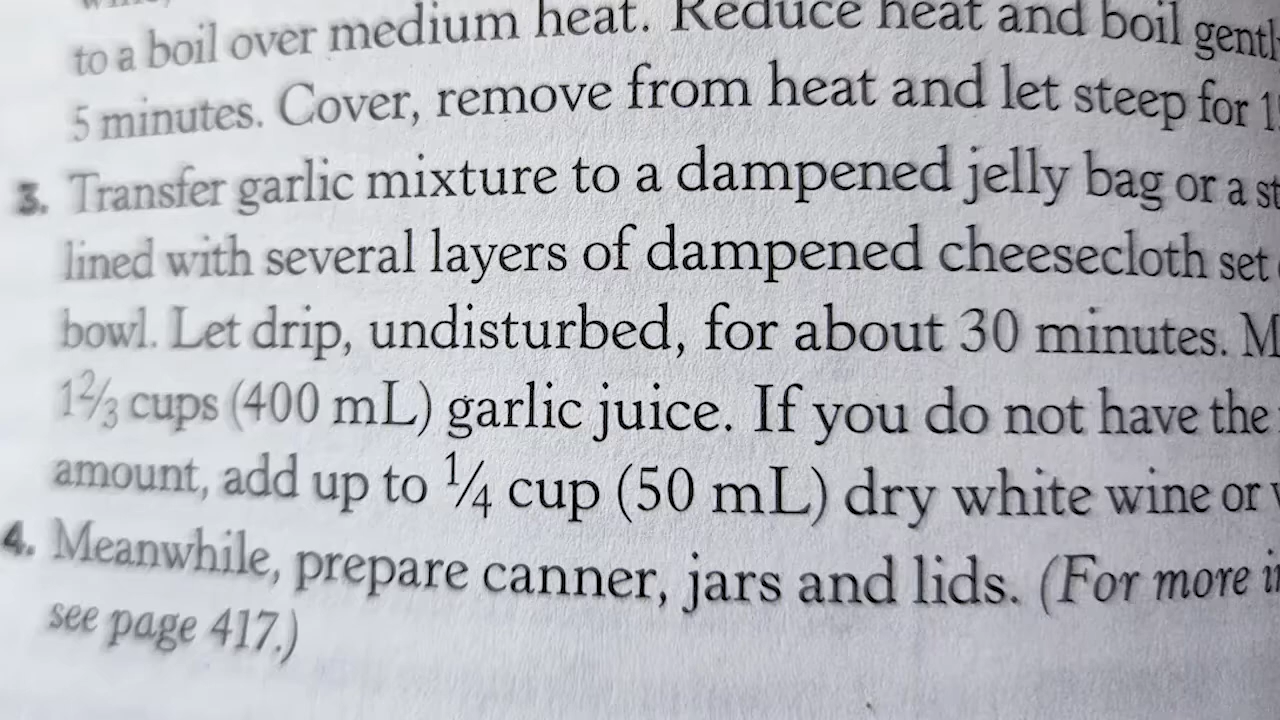 to a boil over medium heat. Reduce heat and boil
5 minutes. Cover, remove from heat and let steep for
3. Transfer garlic mixture to a dampened jelly bag or a
lined with several layers of dampened cheesecloth set
bowl. Let drip, undisturbed, for about 30 minutes.
1⅔ cups (400 mL) garlic juice. If you do not have the
amount, add up to ¼ cup (50 mL) dry white wine or
4. Meanwhile, prepare canner, jars and lids. (For more
see page 417.)